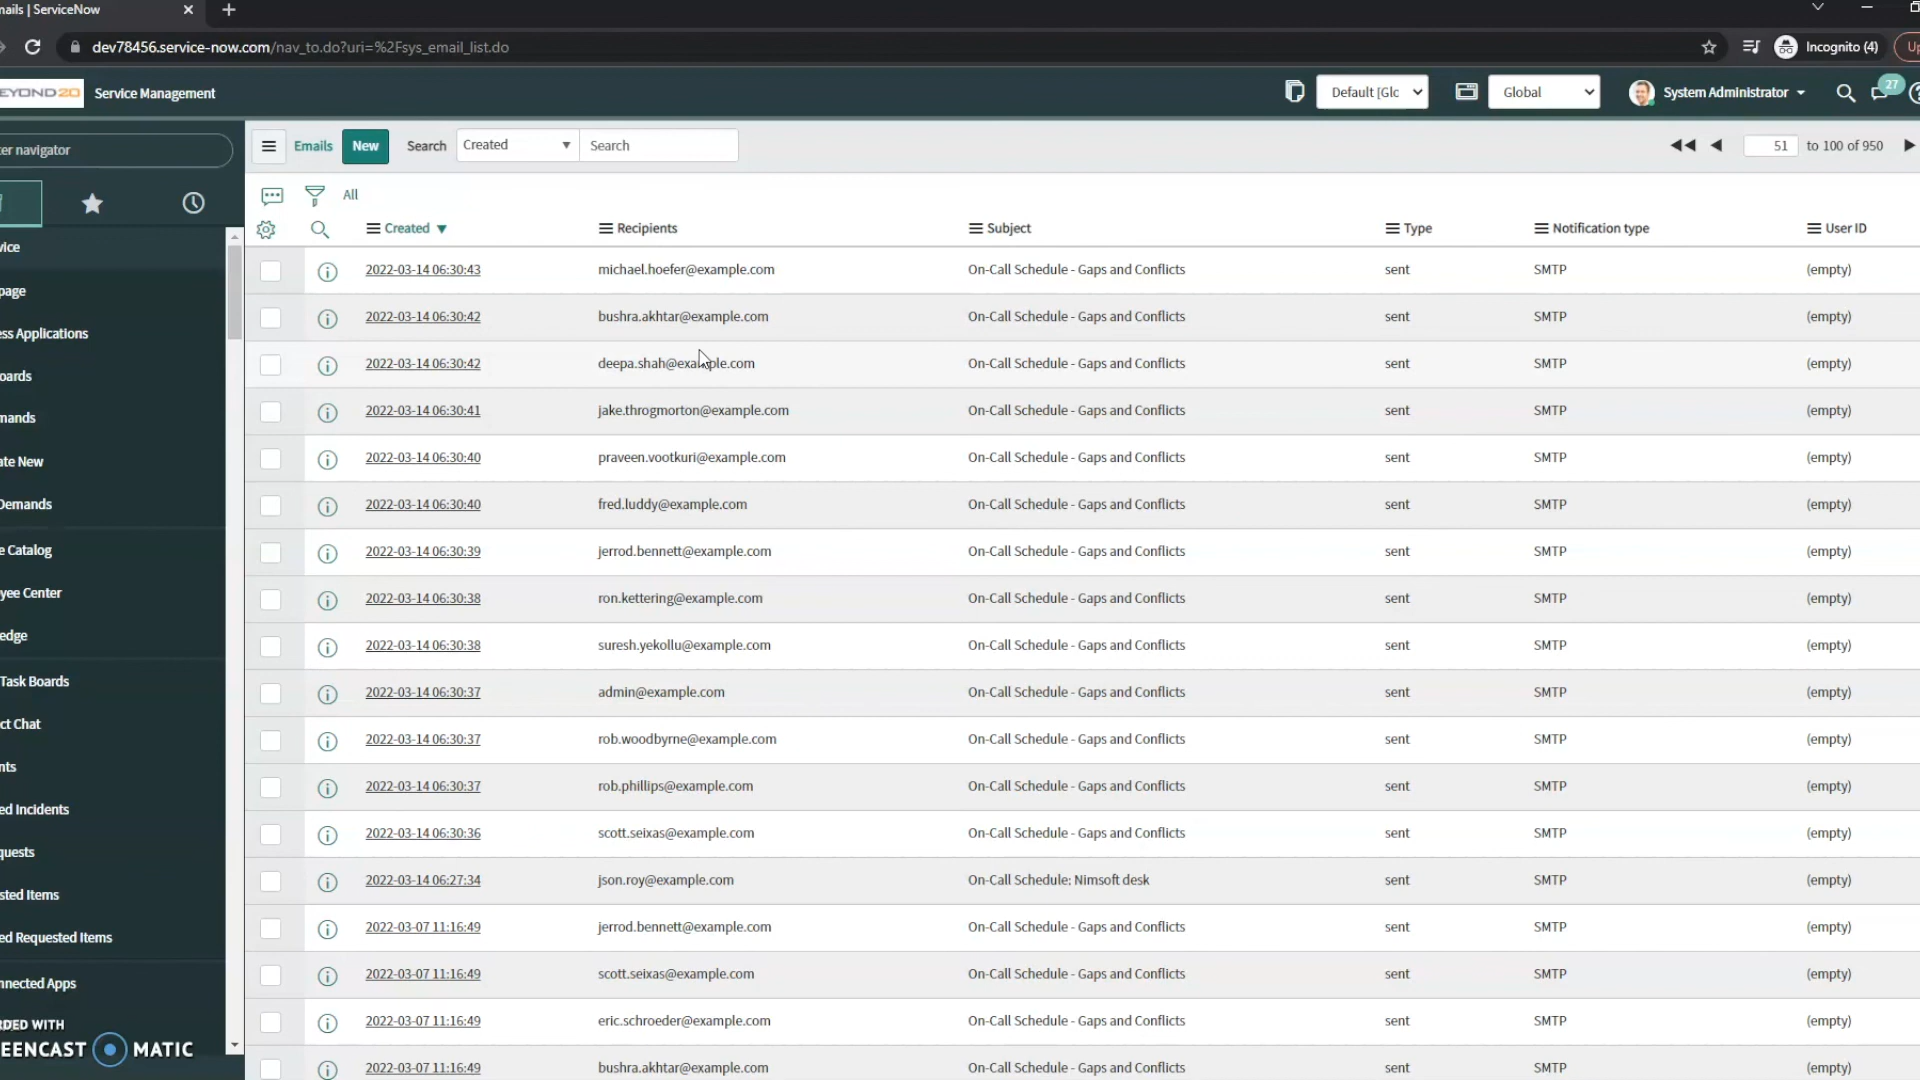 nails | ServiceNow
dev78456.service-now.com/nav_to.do?uri=%2Fsys_email_list.do
Incognito (4)
Up
EYOND20 Service Management
Default [Glc
Global
System Administrator
27
er navigator
Emails New Search Created Search
51 to 100 of 950
All
Created Recipients Subject Type Notification type User ID
2022-03-14 06:30:43 michael.hoefer@example.com On-Call Schedule - Gaps and Conflicts sent SMTP (empty)
2022-03-14 06:30:42 bushra.akhtar@example.com On-Call Schedule - Gaps and Conflicts sent SMTP (empty)
2022-03-14 06:30:42 deepa.shah@example.com On-Call Schedule - Gaps and Conflicts sent SMTP (empty)
2022-03-14 06:30:41 jake.throgmorton@example.com On-Call Schedule - Gaps and Conflicts sent SMTP (empty)
2022-03-14 06:30:40 praveen.vootkuri@example.com On-Call Schedule - Gaps and Conflicts sent SMTP (empty)
2022-03-14 06:30:40 fred.luddy@example.com On-Call Schedule - Gaps and Conflicts sent SMTP (empty)
2022-03-14 06:30:39 jerrod.bennett@example.com On-Call Schedule - Gaps and Conflicts sent SMTP (empty)
2022-03-14 06:30:38 ron.kettering@example.com On-Call Schedule - Gaps and Conflicts sent SMTP (empty)
2022-03-14 06:30:38 suresh.yekollu@example.com On-Call Schedule - Gaps and Conflicts sent SMTP (empty)
2022-03-14 06:30:37 admin@example.com On-Call Schedule - Gaps and Conflicts sent SMTP (empty)
2022-03-14 06:30:37 rob.woodbyrne@example.com On-Call Schedule - Gaps and Conflicts sent SMTP (empty)
2022-03-14 06:30:37 rob.phillips@example.com On-Call Schedule - Gaps and Conflicts sent SMTP (empty)
2022-03-14 06:30:36 scott.seixas@example.com On-Call Schedule - Gaps and Conflicts sent SMTP (empty)
2022-03-14 06:27:34 json.roy@example.com On-Call Schedule: Nimsoft desk sent SMTP (empty)
2022-03-07 11:16:49 jerrod.bennett@example.com On-Call Schedule - Gaps and Conflicts sent SMTP (empty)
2022-03-07 11:16:49 scott.seixas@example.com On-Call Schedule - Gaps and Conflicts sent SMTP (empty)
2022-03-07 11:16:49 eric.schroeder@example.com On-Call Schedule - Gaps and Conflicts sent SMTP (empty)
2022-03-07 11:16:49 bushra.akhtar@example.com On-Call Schedule - Gaps and Conflicts sent SMTP (empty)
vice
page
ess Applications
oards
mands
ate New
Demands
e Catalog
yee Center
edge
Task Boards
ct Chat
nts
ed Incidents
quests
sted Items
ed Requested Items
nnected Apps
RDED WITH
EENCAST MATIC